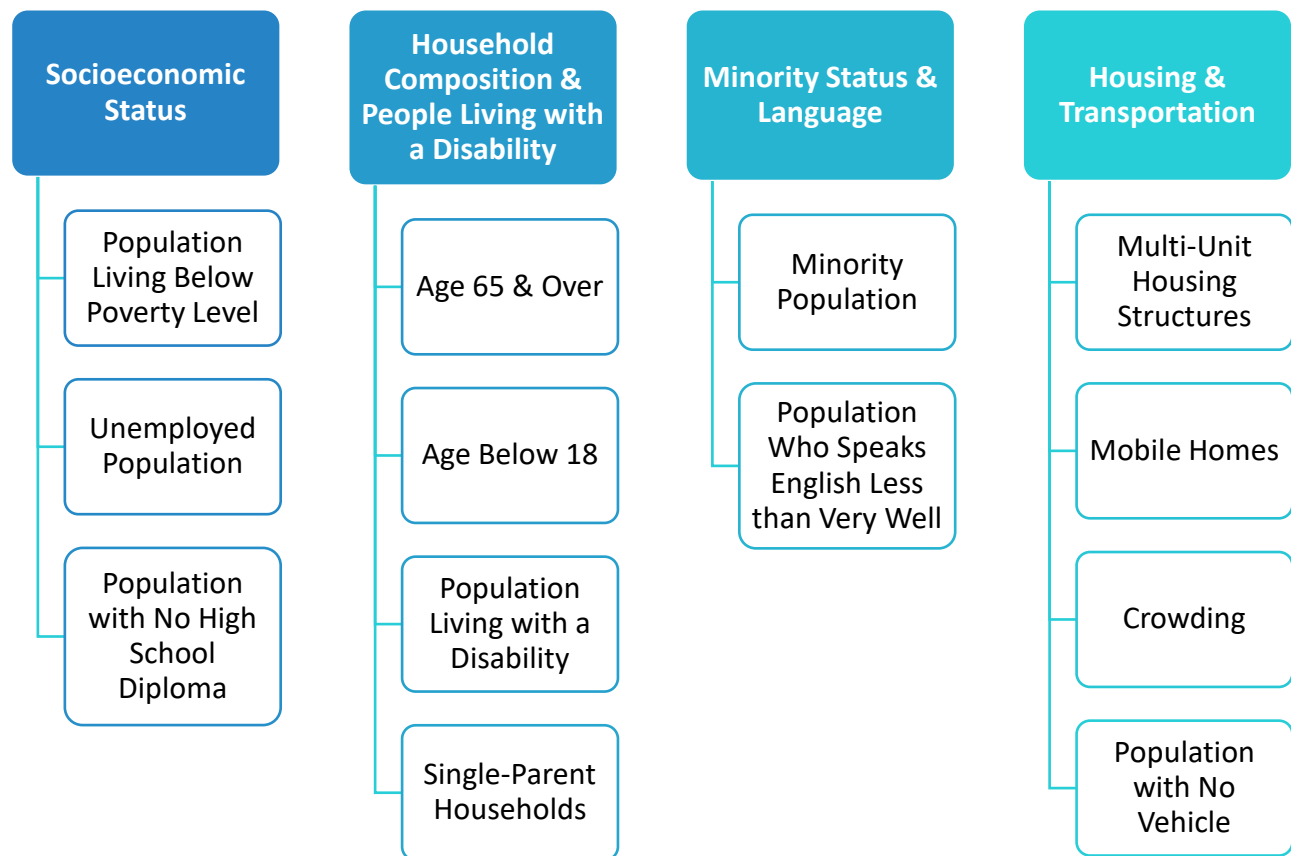 Socioeconomic
Status
Population
Living Below
Poverty Level
Unemployed
Population
Population
with No High
School
Diploma
Household
Composition &
People Living with
a Disability
Age 65 & Over
Age Below 18
Population
Living with a
Disability
Single-Parent
Households
Minority Status &
Language
Minority
Population
Population
Who Speaks
English Less
than Very Well
Housing &
Transportation
Multi-Unit
Housing
Structures
Mobile Homes
Crowding
Population
with No
Vehicle